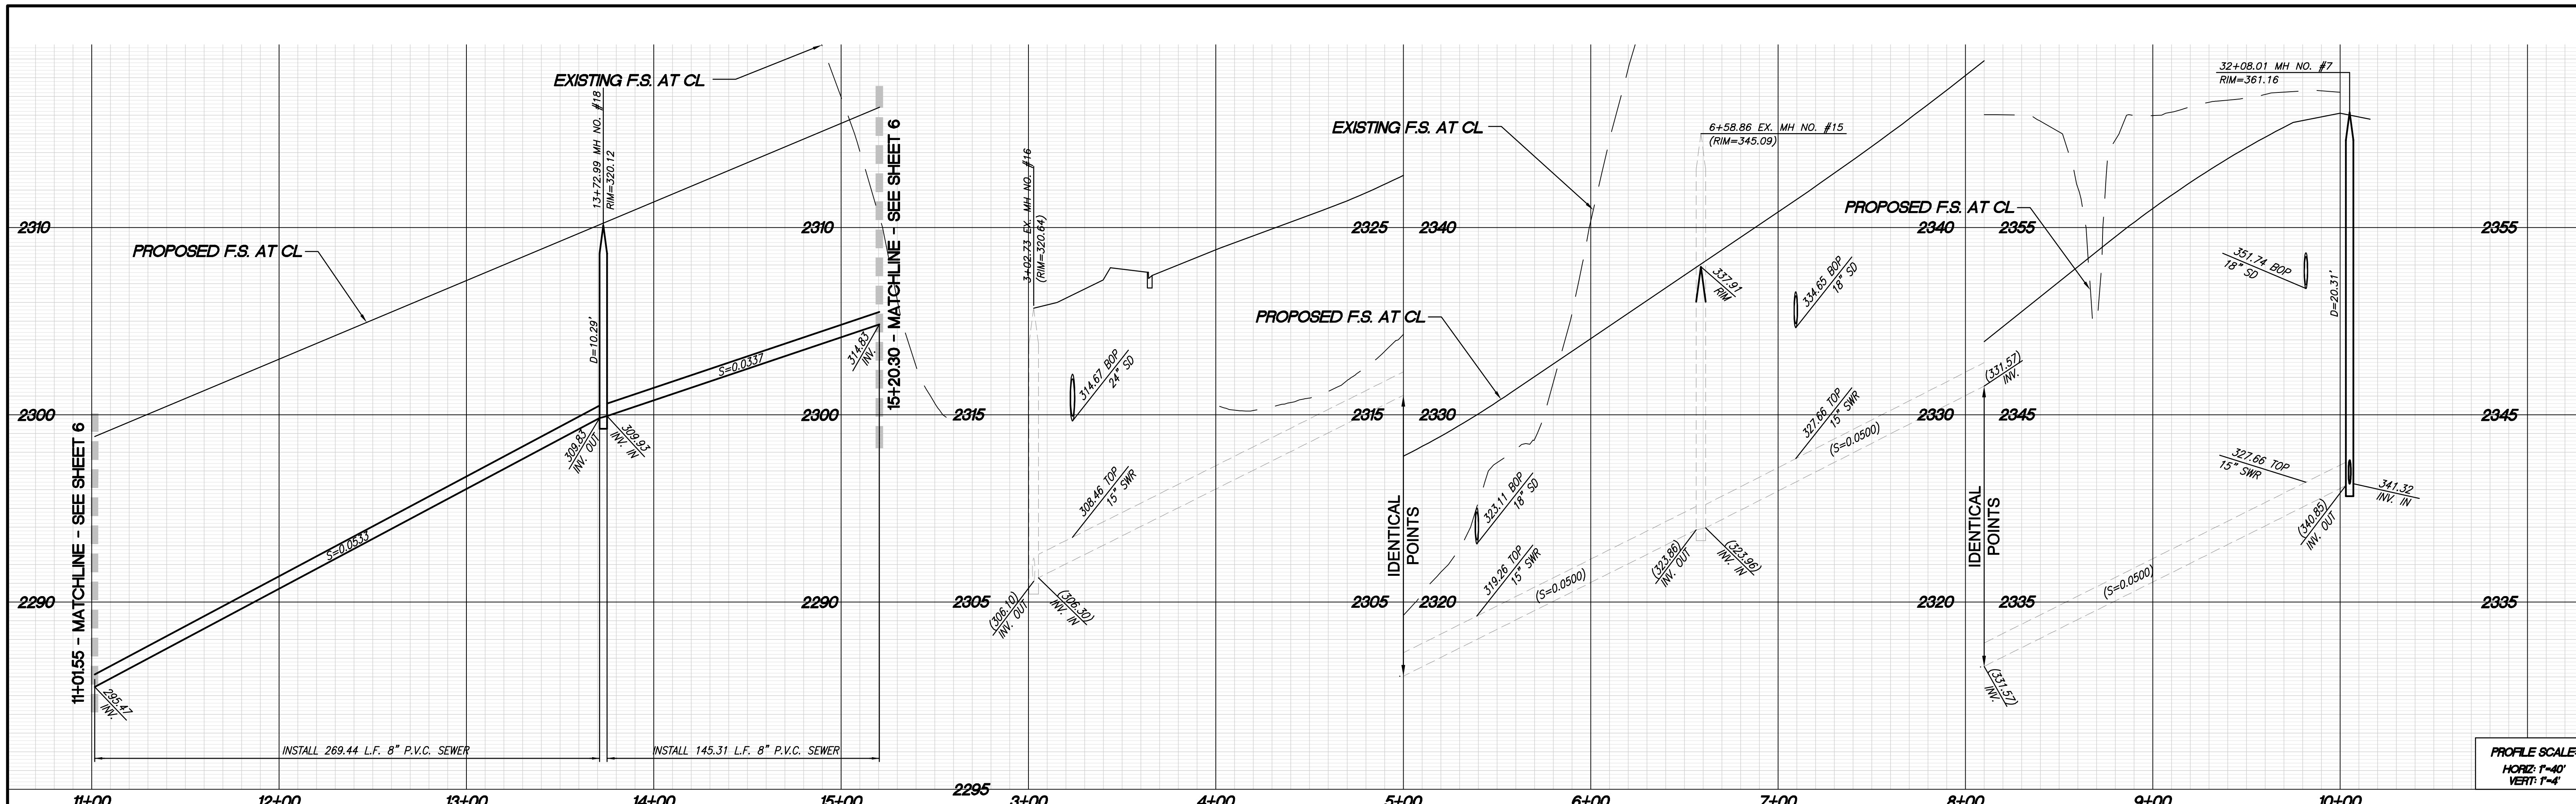 EXISTING F.S. AT CL
PROPOSED F.S. AT CL
11+01.55 - MATCHLINE - SEE SHEET 6
295.47
INV.
S=0.0533
INSTALL 269.44 L.F. 8" P.V.C. SEWER
13+72.99 MH NO. #18
RIM=320.12
D=10.29'
309.83
INV. OUT
309.93
INV. IN
S=0.0337
INSTALL 145.31 L.F. 8" P.V.C. SEWER
314.83
INV.
15+20.30 - MATCHLINE - SEE SHEET 6
2310
2300
2290
2310
2300
2290
3+02.73 EX. MH NO. #16
(RIM=320.64)
(306.10)
INV. OUT
(306.30)
INV. IN
314.67 BOP
24" SD
308.46 TOP
15" SWR
2315
2305
2295
2325
2315
2305
IDENTICAL
POINTS
2340
2330
2320
EXISTING F.S. AT CL
PROPOSED F.S. AT CL
323.11 BOP
18" SD
319.26 TOP
15" SWR
(S=0.0500)
6+58.86 EX. MH NO. #15
(RIM=345.09)
337.91
RIM
(323.86)
INV. OUT
(323.96)
INV. IN
334.65 BOP
18" SD
327.66 TOP
15" SWR
(S=0.0500)
2340
2330
2320
IDENTICAL
POINTS
(331.57)
INV.
(331.57)
INV.
2355
2345
2335
PROPOSED F.S. AT CL
(S=0.0500)
32+08.01 MH NO. #7
RIM=361.16
351.74 BOP
18" SD
D=20.31'
327.66 TOP
15" SWR
(340.85)
INV. OUT
341.32
INV. IN
2355
2345
2335
PROFILE SCALE:
HORIZ: 1"=40'
VERT: 1"=4'
11+00
12+00
13+00
14+00
15+00
3+00
4+00
5+00
6+00
7+00
8+00
9+00
10+00